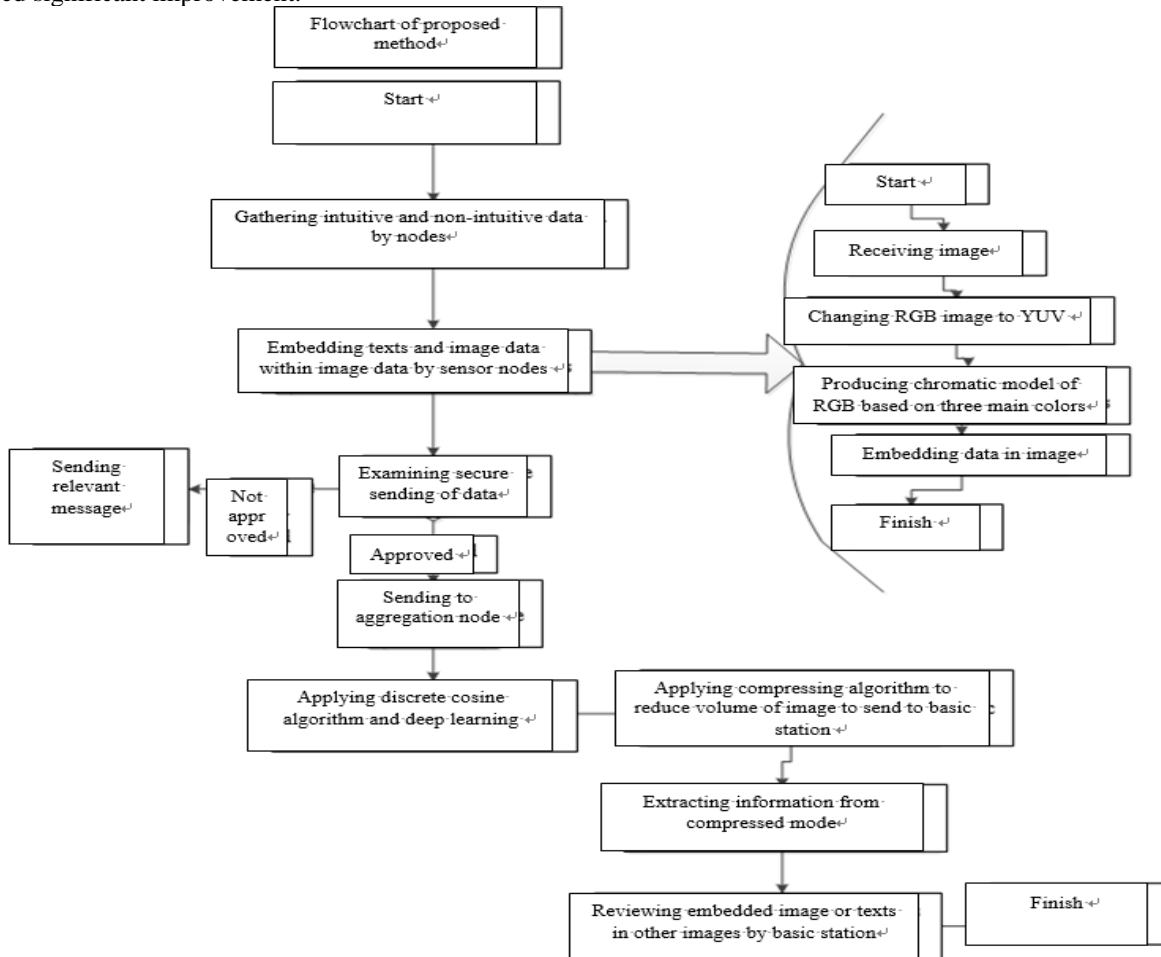 ed significant improvement.
Flowchart of proposed
method
Start
Gathering intuitive and non-intuitive data
by nodes
Embedding texts and image data
within image data by sensor nodes
Examining secure
sending of data
Not
appr
oved
Sending
relevant
message
Approved
Sending to
aggregation node
Applying discrete cosine
algorithm and deep learning
Applying compressing algorithm to
reduce volume of image to send to basic
station
Extracting information from
compressed mode
Reviewing embedded image or texts
in other images by basic station
Finish
Start
Receiving image
Changing RGB image to YUV
Producing chromatic model of
RGB based on three main colors
Embedding data in image
Finish